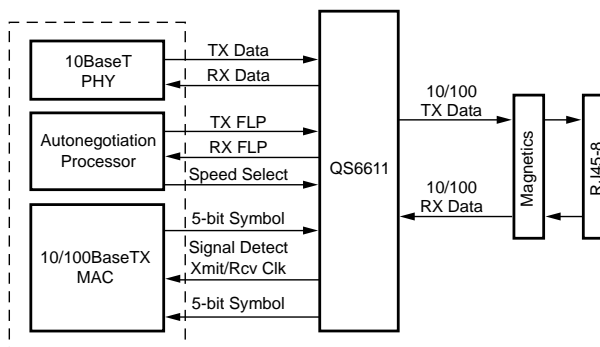 10BaseT
PHY
TX Data
RX Data
Autonegotiation
Processor
TX FLP
RX FLP
Speed Select
10/100BaseTX
MAC
5-bit Symbol
Signal Detect
Xmit/Rcv Clk
5-bit Symbol
QS6611
10/100
TX Data
10/100
RX Data
Magnetics
RJ45-8